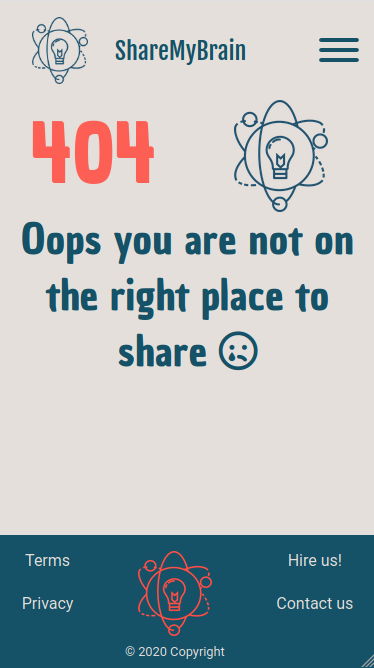 ShareMyBrain
404
Oops you are not on
the right place to
share
Terms
Hire us!
Privacy
Contact us
© 2020 Copyright